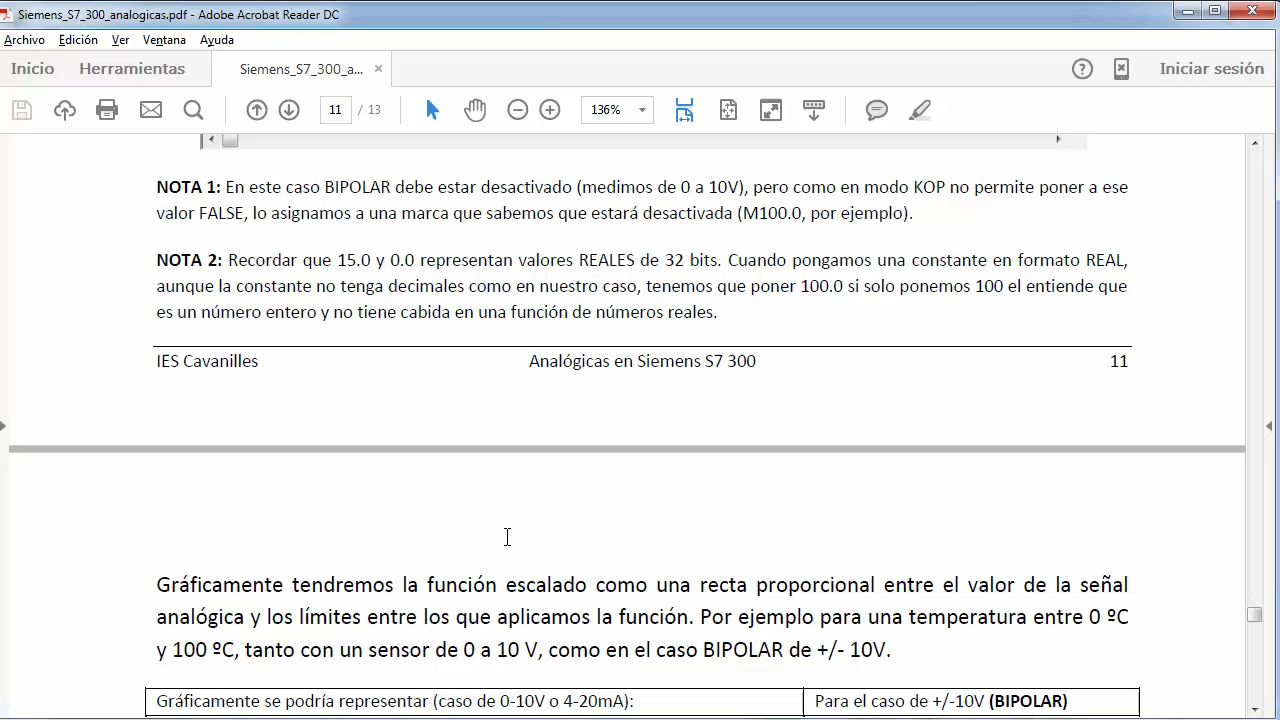 Siemens_S7_300_analogicas.pdf - Adobe Acrobat Reader DC
Archivo Edición Ver Ventana Ayuda
Inicio Herramientas Siemens_S7_300_a... × Iniciar sesión
11 / 13 136%
NOTA 1: En este caso BIPOLAR debe estar desactivado (medimos de 0 a 10V), pero como en modo KOP no permite poner a ese
valor FALSE, lo asignamos a una marca que sabemos que estará desactivada (M100.0, por ejemplo).
NOTA 2: Recordar que 15.0 y 0.0 representan valores REALES de 32 bits. Cuando pongamos una constante en formato REAL,
aunque la constante no tenga decimales como en nuestro caso, tenemos que poner 100.0 si solo ponemos 100 el entiende que
es un número entero y no tiene cabida en una función de números reales.
IES Cavanilles Analógicas en Siemens S7 300 11
Gráficamente tendremos la función escalado como una recta proporcional entre el valor de la señal
analógica y los límites entre los que aplicamos la función. Por ejemplo para una temperatura entre 0 ºC
y 100 ºC, tanto con un sensor de 0 a 10 V, como en el caso BIPOLAR de +/- 10V.
Gráficamente se podría representar (caso de 0-10V o 4-20mA): Para el caso de +/-10V (BIPOLAR)